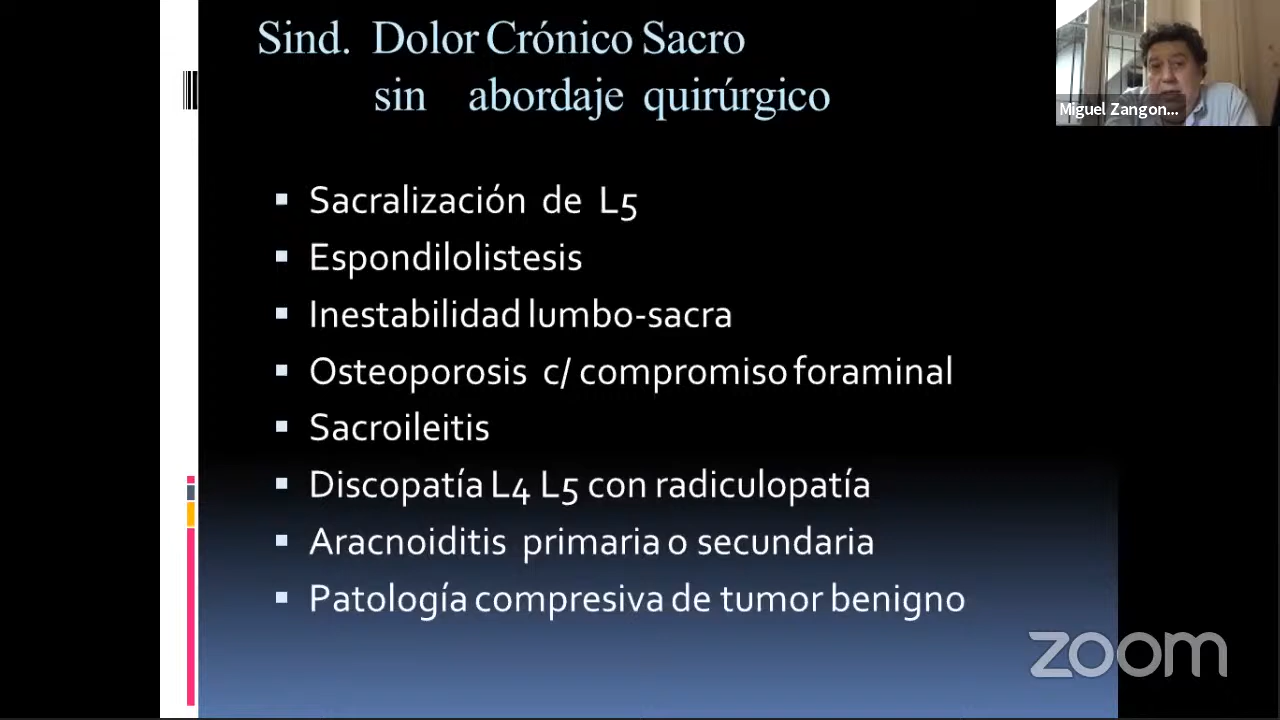 Sind. Dolor Crónico Sacro
sin abordaje quirúrgico
Miguel Zangon...
Sacralización de L5
Espondilolistesis
Inestabilidad lumbo-sacra
Osteoporosis c/ compromiso foraminal
Sacroileitis
Discopatía L4 L5 con radiculopatía
Aracnoiditis primaria o secundaria
Patología compresiva de tumor benigno
zoom